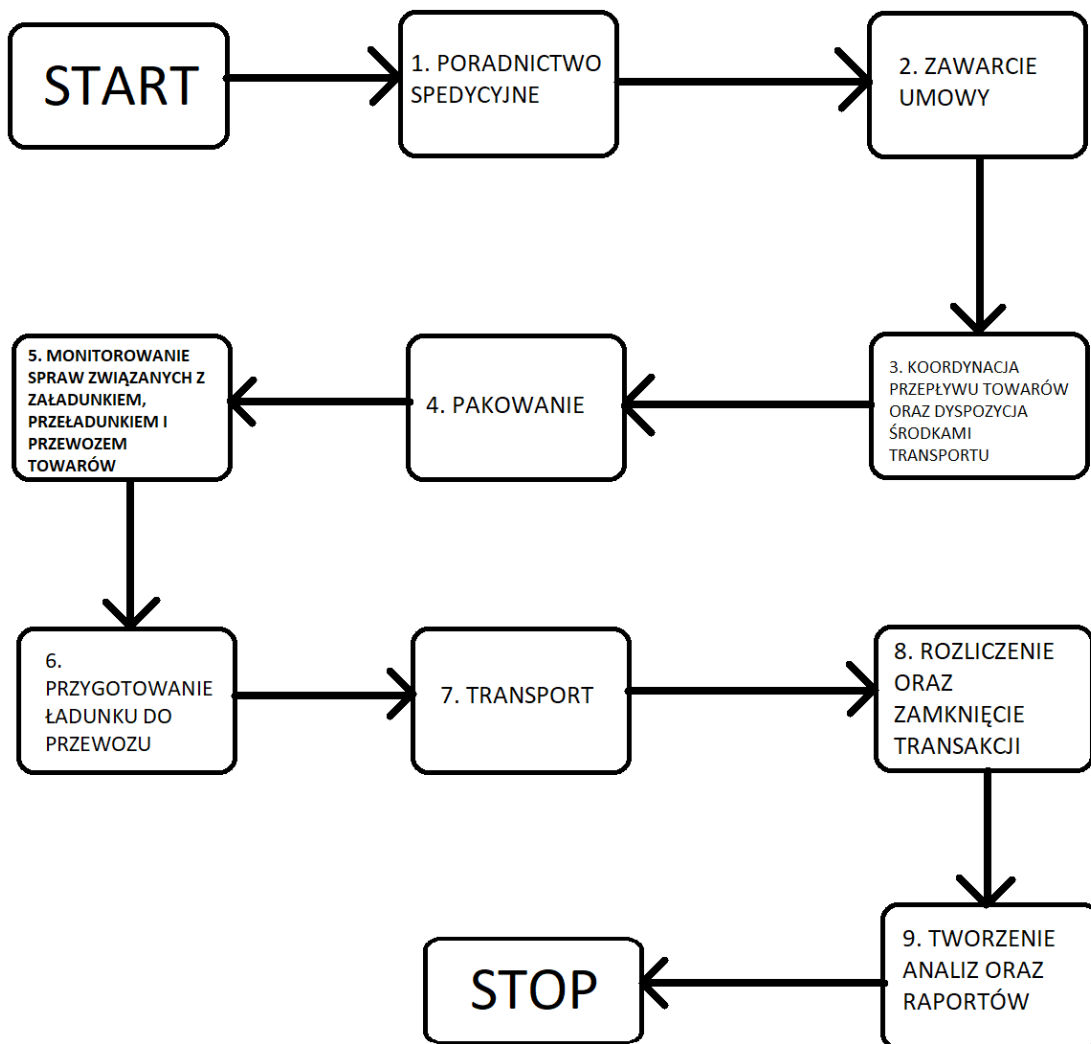 START
1. PORADNICTWO
SPEDYCYJNE
2. ZAWARCIE
UMOWY
3. KOORDYNACJA
PRZEPŁYWU TOWARÓW
ORAZ DYSPOZYCJA
ŚRODKAMI
TRANSPORTU
4. PAKOWANIE
5. MONITOROWANIE
SPRAW ZWIĄZANYCH Z
ZAŁADUNKIEM,
PRZEŁADUNKIEM I
PRZEWOZEM
TOWARÓW
6.
PRZYGOTOWANIE
ŁADUNKU DO
PRZEWOZU
7. TRANSPORT
8. ROZLICZENIE
ORAZ
ZAMKNIĘCIE
TRANSAKCJI
9. TWORZENIE
ANALIZ ORAZ
RAPORTÓW
STOP